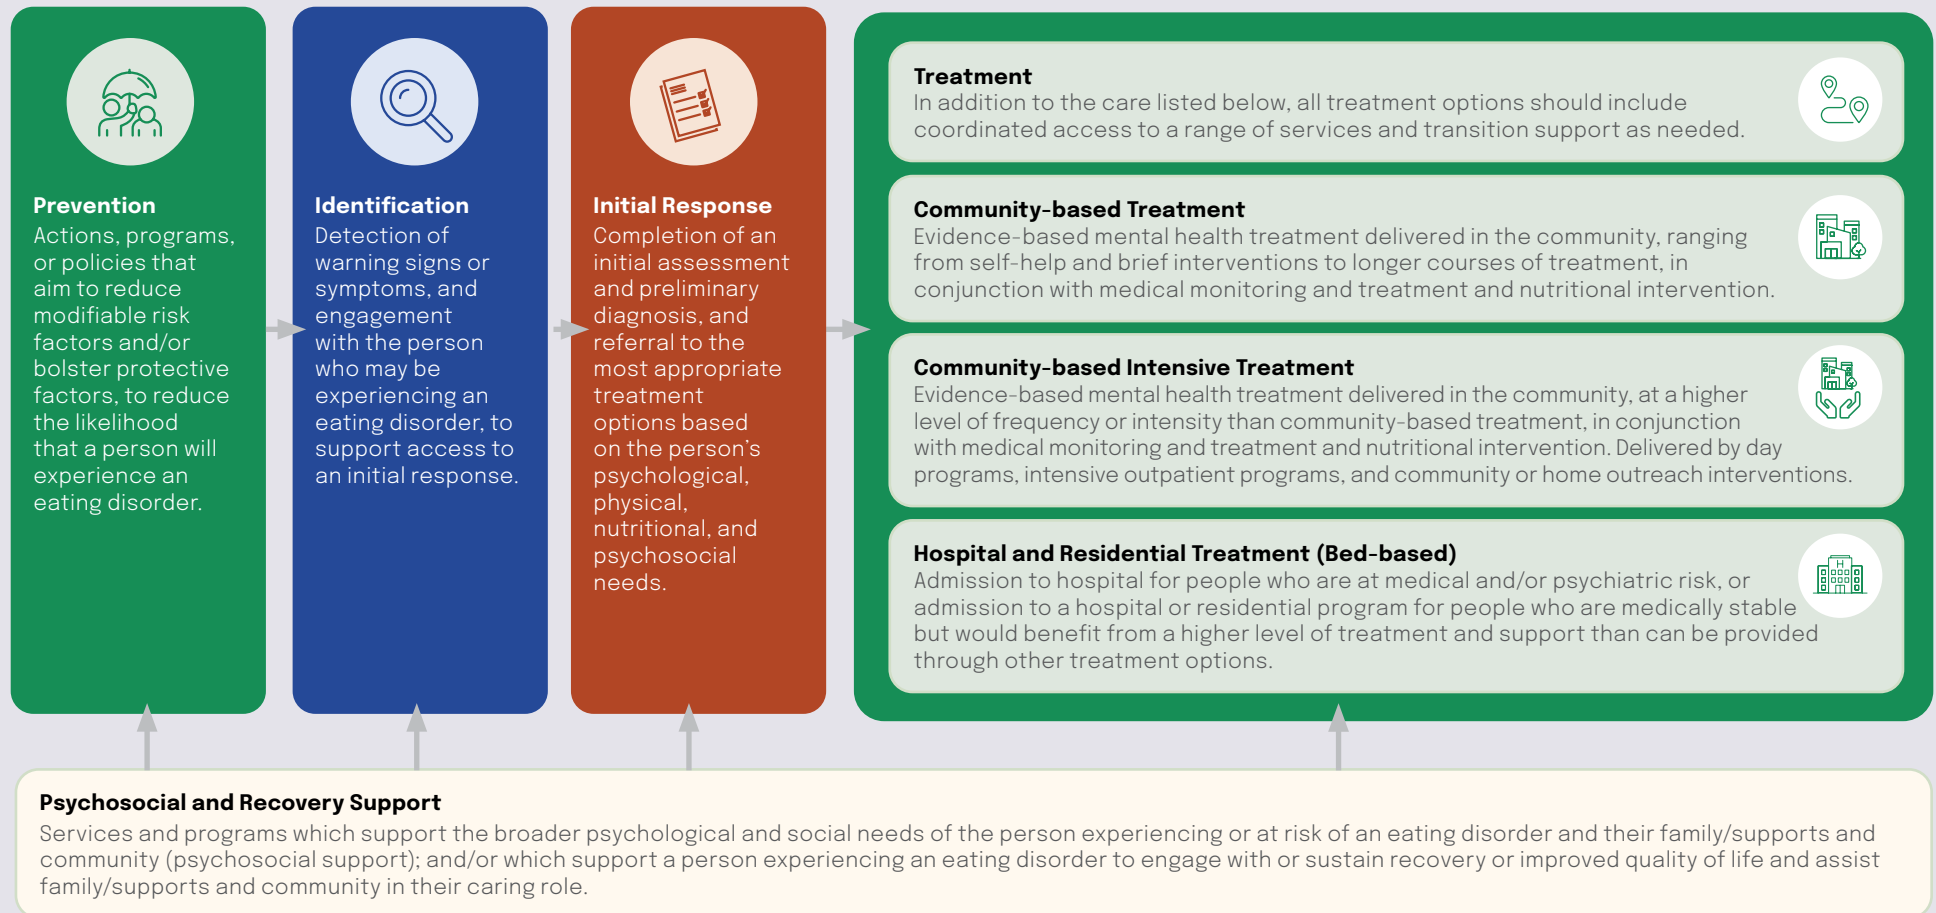 Prevention
Actions, programs,
or policies that
aim to reduce
modifiable risk
factors and/or
bolster protective
factors, to reduce
the likelihood
that a person will
experience an
eating disorder.
Identification
Detection of
warning signs or
symptoms, and
engagement
with the person
who may be
experiencing an
eating disorder, to
support access to
an initial response.
Initial Response
Completion of an
initial assessment
and preliminary
diagnosis, and
referral to the
most appropriate
treatment
options based
on the person's
psychological,
physical,
nutritional, and
psychosocial
needs.
Treatment
In addition to the care listed below, all treatment options should include
coordinated access to a range of services and transition support as needed.
Community-based Treatment
Evidence-based mental health treatment delivered in the community, ranging
from self-help and brief interventions to longer courses of treatment, in
conjunction with medical monitoring and treatment and nutritional intervention.
Community-based Intensive Treatment
Evidence-based mental health treatment delivered in the community, at a higher
level of frequency or intensity than community-based treatment, in conjunction
with medical monitoring and treatment and nutritional intervention. Delivered by day
programs, intensive outpatient programs, and community or home outreach interventions.
Hospital and Residential Treatment (Bed-based)
Admission to hospital for people who are at medical and/or psychiatric risk, or
admission to a hospital or residential program for people who are medically stable
but would benefit from a higher level of treatment and support than can be provided
through other treatment options.
H
Psychosocial and Recovery Support
Services and programs which support the broader psychological and social needs of the person experiencing or at risk of an eating disorder and their family/supports and
community (psychosocial support); and/or which support a person experiencing an eating disorder to engage with or sustain recovery or improved quality of life and assist
family/supports and community in their caring role.